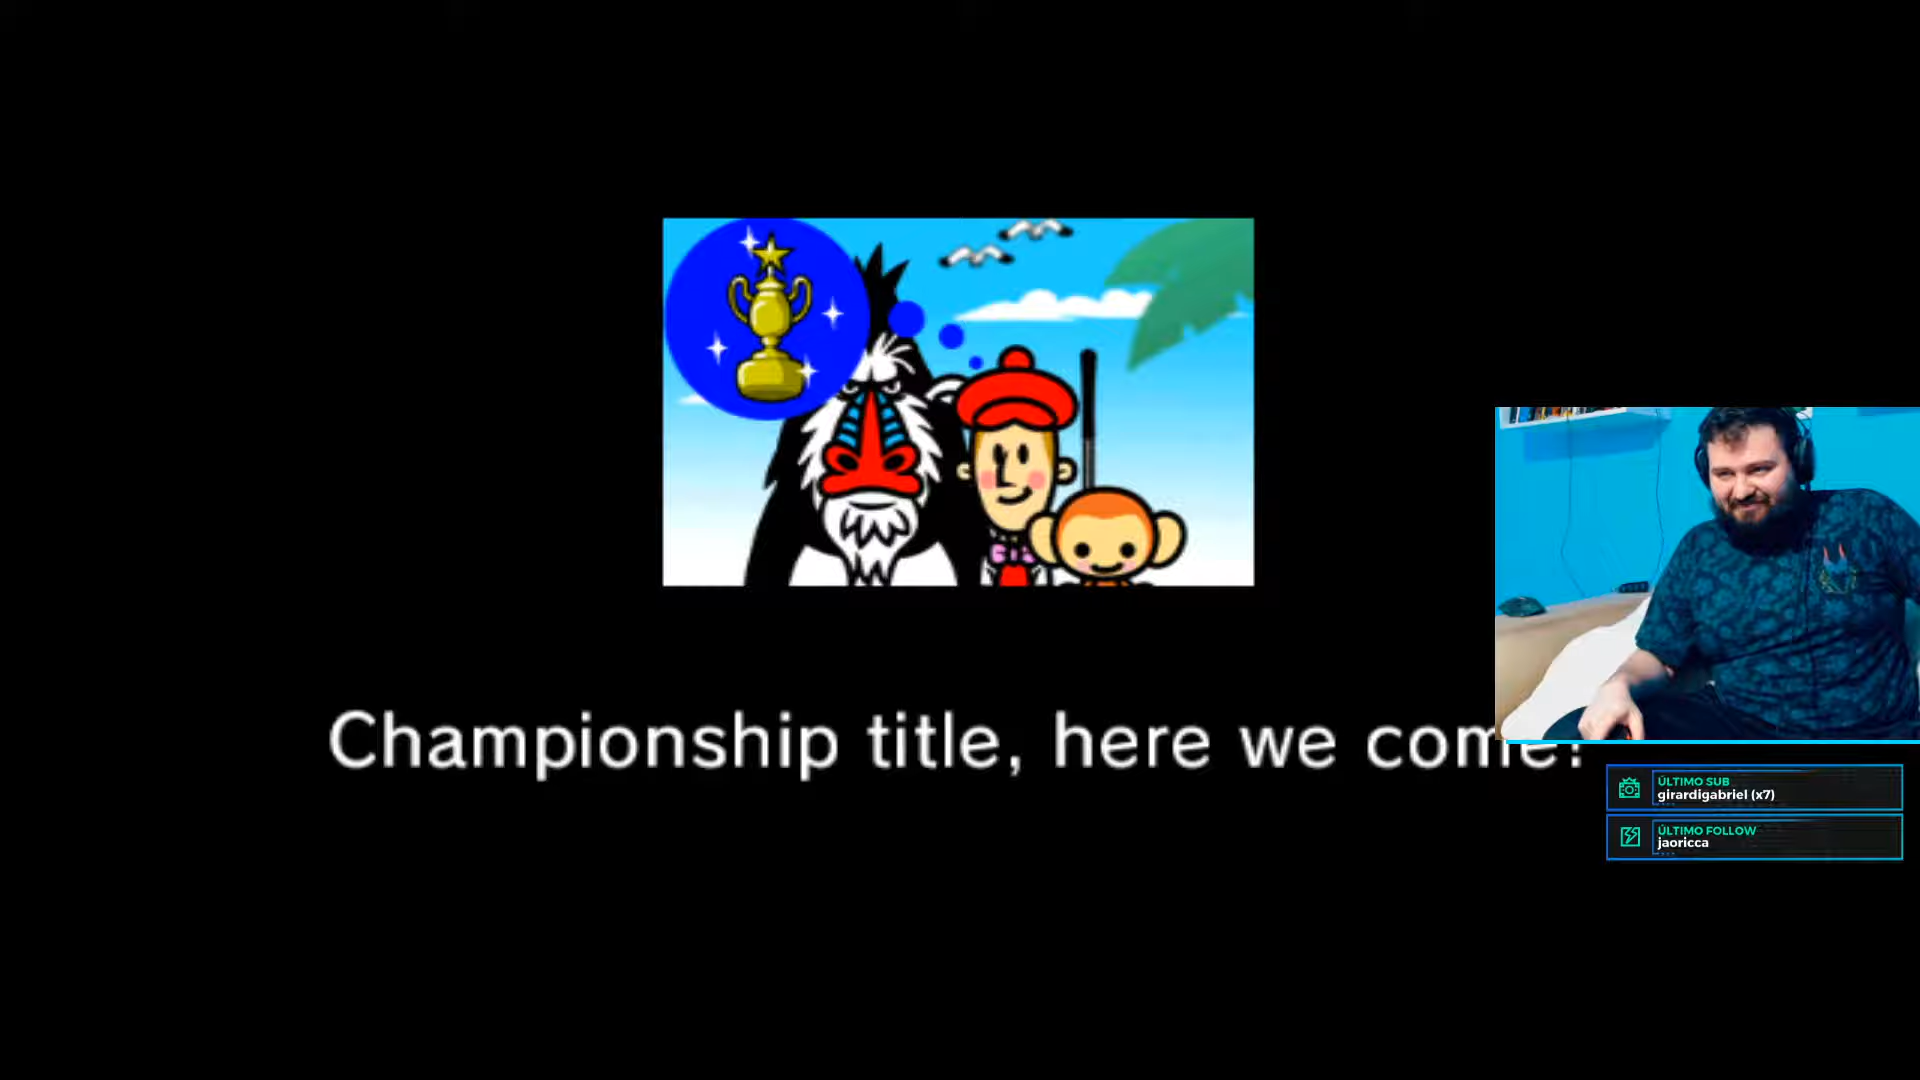 Championship title, here we come!
ÚLTIMO SUB
girardigabriel (x7)
ÚLTIMO FOLLOW
jaoricca